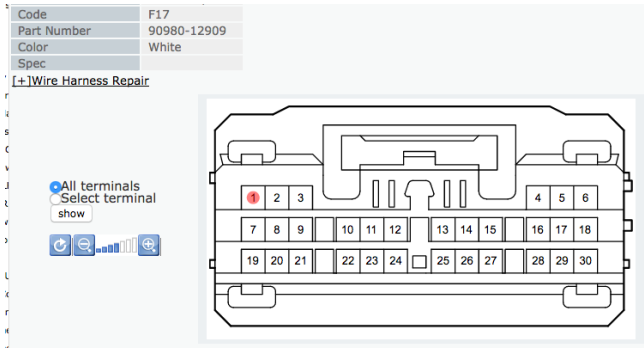 Code F17
Part Number 90980-12909
Color White
Spec
[+]Wire Harness Repair
All terminals
Select terminal
show
1 2 3 4 5 6
7 8 9 10 11 12 13 14 15 16 17 18
19 20 21 22 23 24 25 26 27 28 29 30